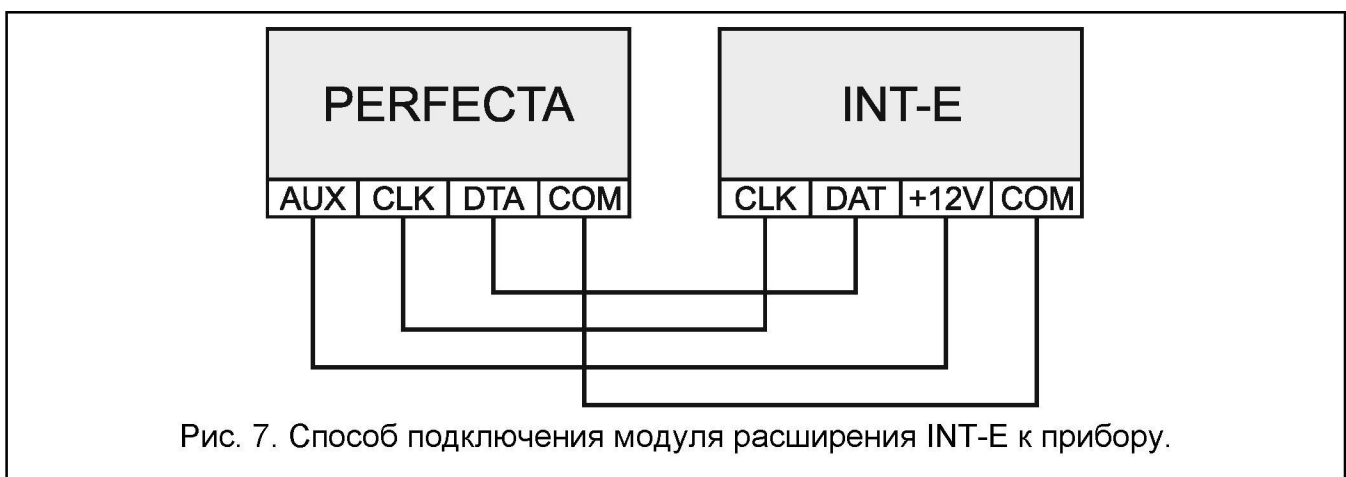 PERFECTA INT-E
AUX CLK DTA COM CLK DAT +12V COM
Рис. 7. Способ подключения модуля расширения INT-E к прибору.